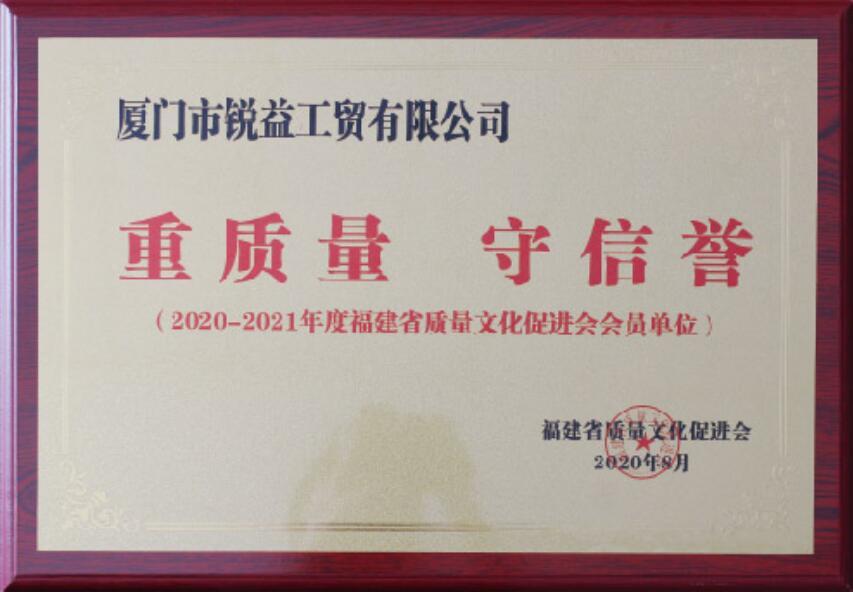 厦门市锐益工贸有限公司
重质量 守信誉
（2020-2021年度福建省质量文化促进会会员单位）
福建省质量文化促进会
2020年8月